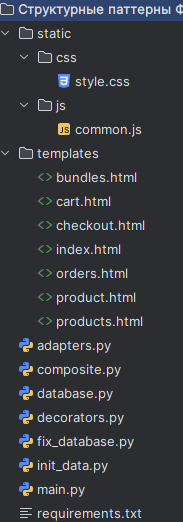 Структурные паттерны Ф
static
css
style.css
js
common.js
templates
bundles.html
cart.html
checkout.html
index.html
orders.html
product.html
products.html
adapters.py
composite.py
database.py
decorators.py
fix_database.py
init_data.py
main.py
requirements.txt